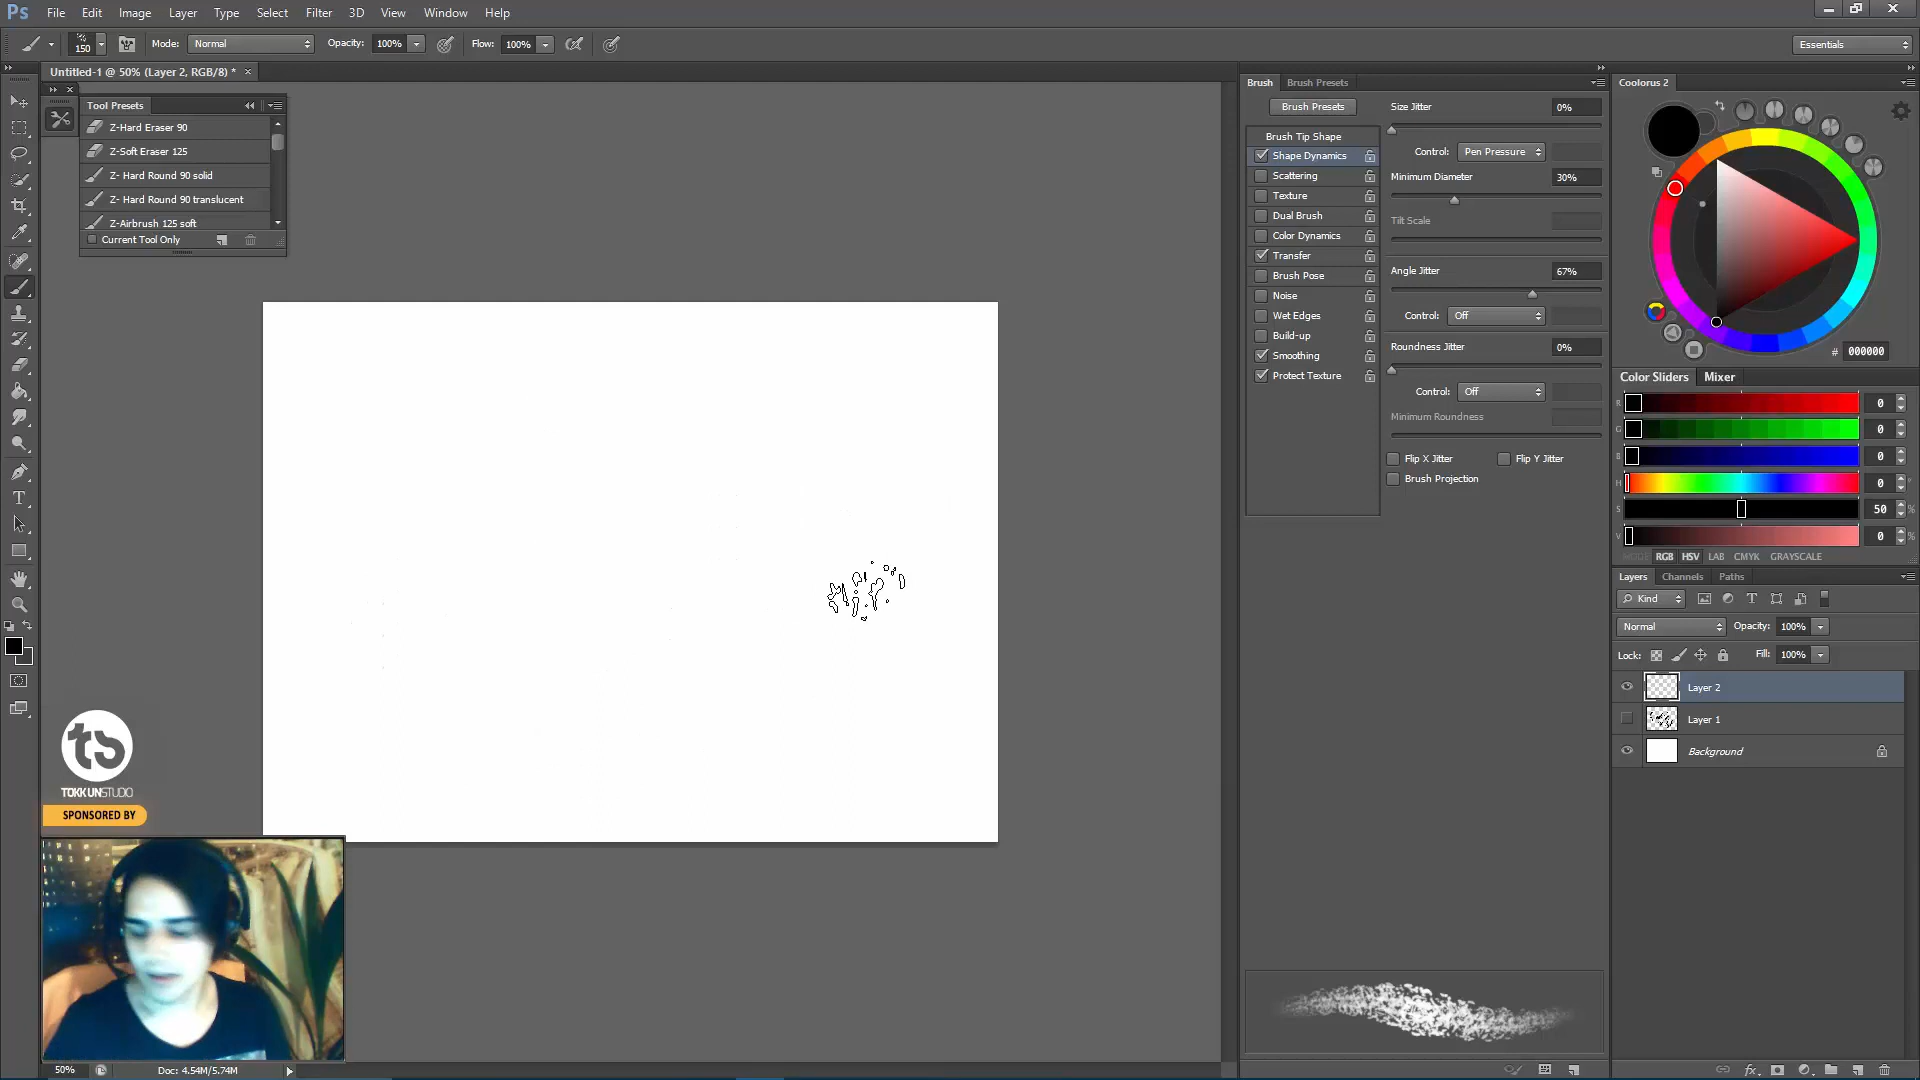 Ps File Edit Image Layer Type Select Filter 3D View Window Help
150 Mode: Normal Opacity: 100% Flow: 100% Essentials
Untitled-1 @ 50% (Layer 2, RGB/8) * ×
Tool Presets
Z-Hard Eraser 90
Z-Soft Eraser 125
Z- Hard Round 90 solid
Z- Hard Round 90 translucent
Z-Airbrush 125 soft
Current Tool Only
Brush Brush Presets
Brush Presets
Brush Tip Shape
Shape Dynamics
Scattering
Texture
Dual Brush
Color Dynamics
Transfer
Brush Pose
Noise
Wet Edges
Build-up
Smoothing
Protect Texture
Size Jitter 0%
Control: Pen Pressure
Minimum Diameter 30%
Tilt Scale
Angle Jitter 67%
Control: Off
Roundness Jitter 0%
Control: Off
Minimum Roundness
Flip X Jitter Flip Y Jitter
Brush Projection
Coolorus 2
# 000000
Color Sliders Mixer
R 0
G 0
B 0
H 0 °
S 50 %
V 0 %
RGB HSV LAB CMYK GRAYSCALE
Layers Channels Paths
Kind
Normal Opacity: 100%
Lock: Fill: 100%
Layer 2
Layer 1
Background
ts
TOKKUNSTUDIO
SPONSORED BY
50% Doc: 4.54M/5.74M